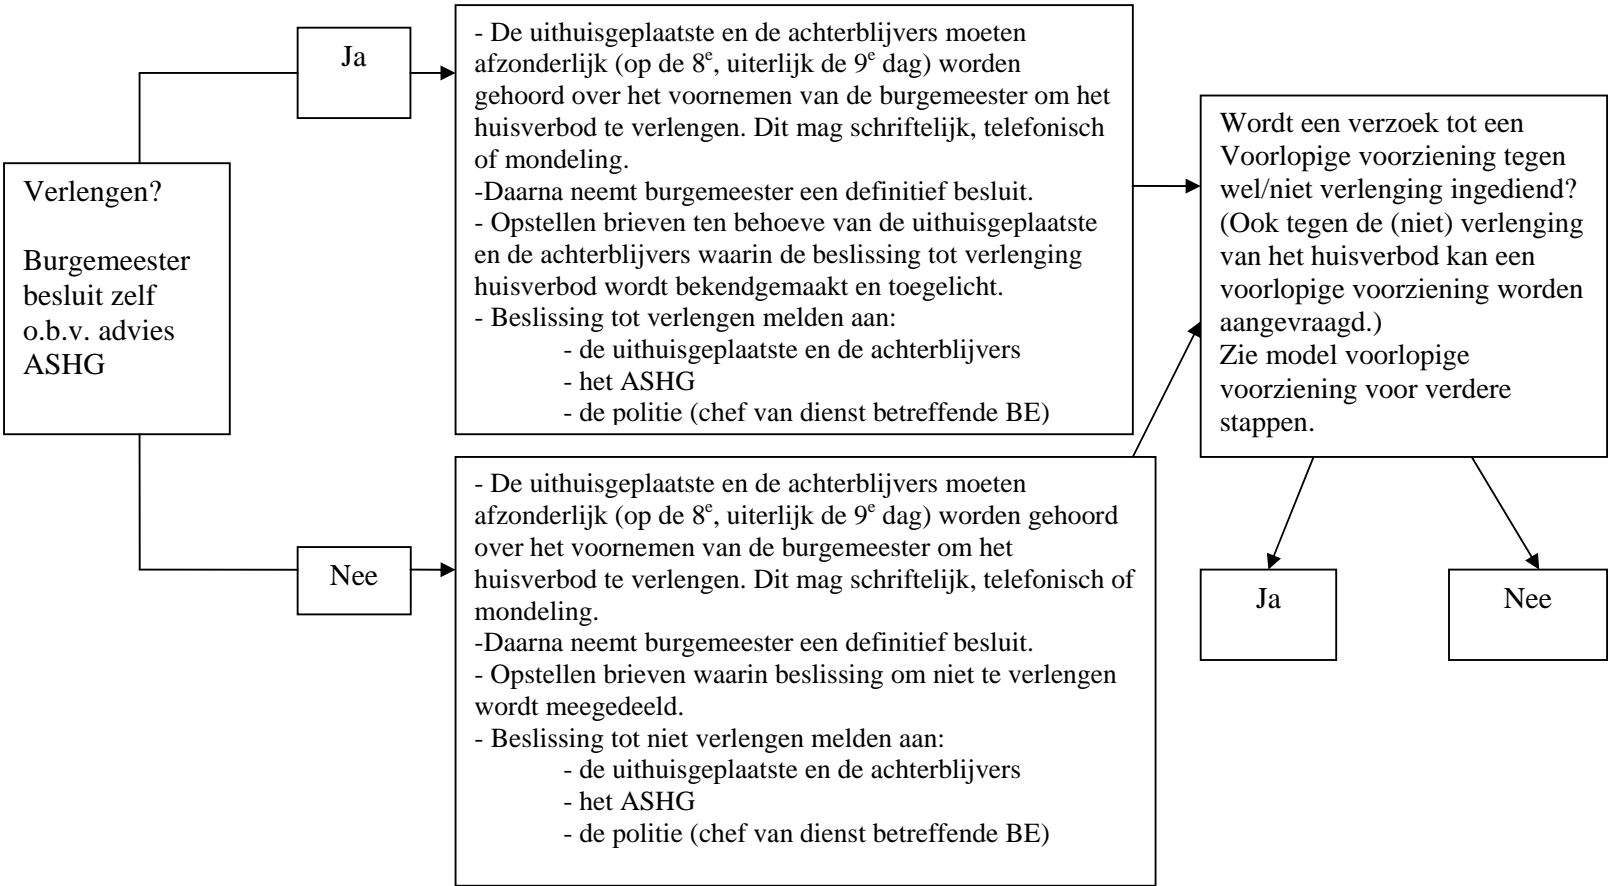 Verlengen?
Burgemeester
besluit zelf
o.b.v. advies
ASHG
Ja
- De uithuisgeplaatste en de achterblijvers moeten
afzonderlijk (op de 8e, uiterlijk de 9e dag) worden
gehoord over het voornemen van de burgemeester om het
huisverbod te verlengen. Dit mag schriftelijk, telefonisch
of mondeling.
-Daarna neemt burgemeester een definitief besluit.
- Opstellen brieven ten behoeve van de uithuisgeplaatste
en de achterblijvers waarin de beslissing tot verlenging
huisverbod wordt bekendgemaakt en toegelicht.
- Beslissing tot verlengen melden aan:
- de uithuisgeplaatste en de achterblijvers
- het ASHG
- de politie (chef van dienst betreffende BE)
Nee
- De uithuisgeplaatste en de achterblijvers moeten
afzonderlijk (op de 8e, uiterlijk de 9e dag) worden gehoord
over het voornemen van de burgemeester om het
huisverbod te verlengen. Dit mag schriftelijk, telefonisch of
mondeling.
-Daarna neemt burgemeester een definitief besluit.
- Opstellen brieven waarin beslissing om niet te verlengen
wordt meegedeeld.
- Beslissing tot niet verlengen melden aan:
- de uithuisgeplaatste en de achterblijvers
- het ASHG
- de politie (chef van dienst betreffende BE)
Wordt een verzoek tot een
Voorlopige voorziening tegen
wel/niet verlenging ingediend?
(Ook tegen de (niet) verlenging
van het huisverbod kan een
voorlopige voorziening worden
aangevraagd.)
Zie model voorlopige
voorziening voor verdere
stappen.
Ja
Nee